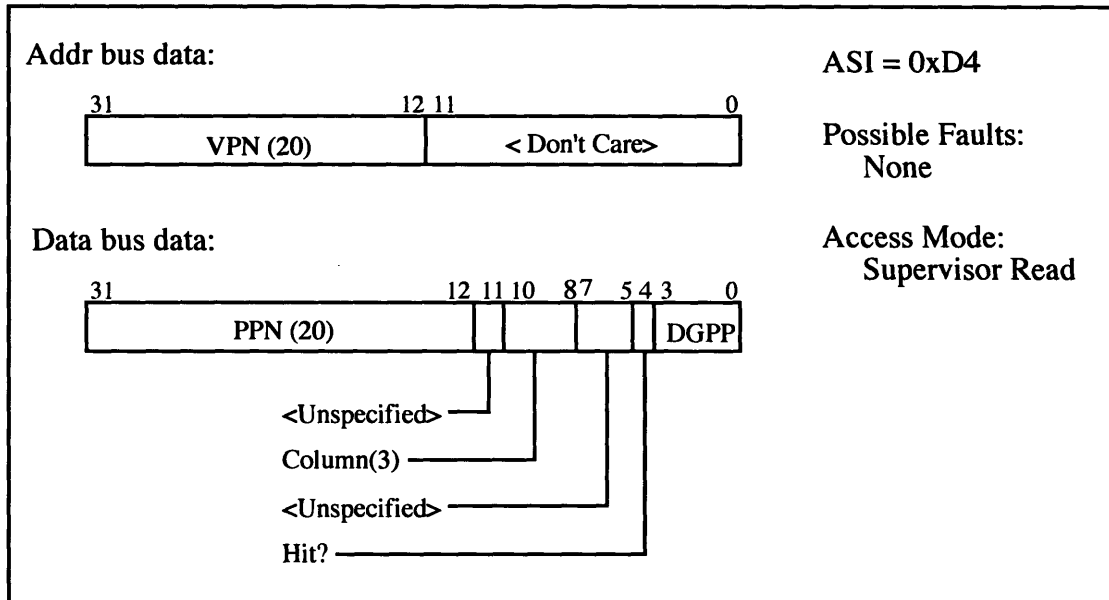 Addr bus data:
31 12 11 0
VPN (20) < Don't Care>
Data bus data:
31 12 11 10 8 7 5 4 3 0
PPN (20) DGPP
<Unspecified>
Column(3)
<Unspecified>
Hit?
ASI = 0xD4
Possible Faults:
None
Access Mode:
Supervisor Read